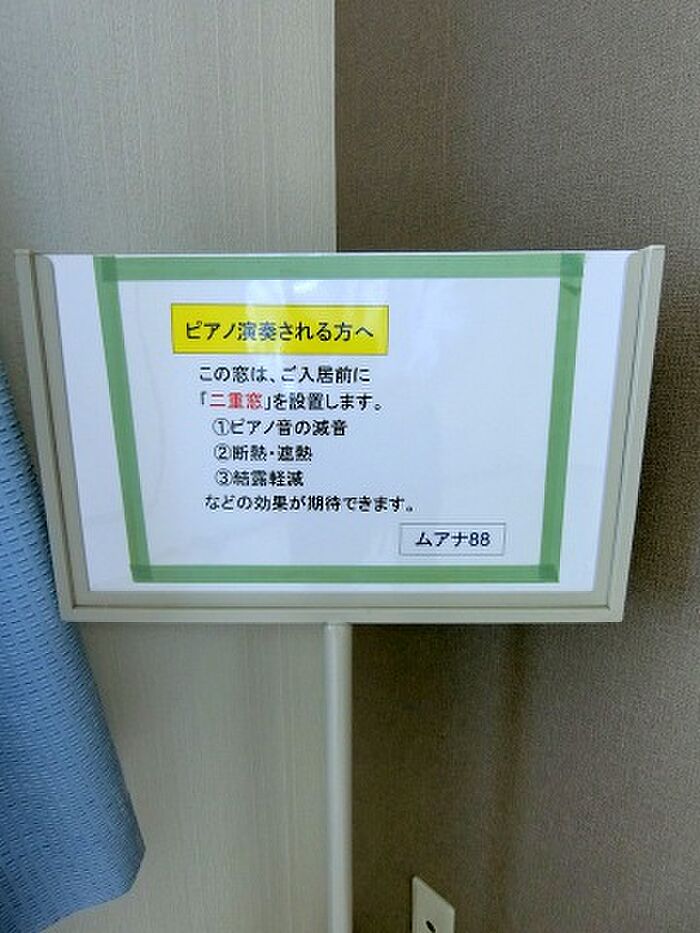 ピアノ演奏される方へ
この窓は、ご入居前に
「二重窓」を設置します。
①ピアノ音の減音
②断熱・遮熱
③結露軽減
などの効果が期待できます。
ムアナ88